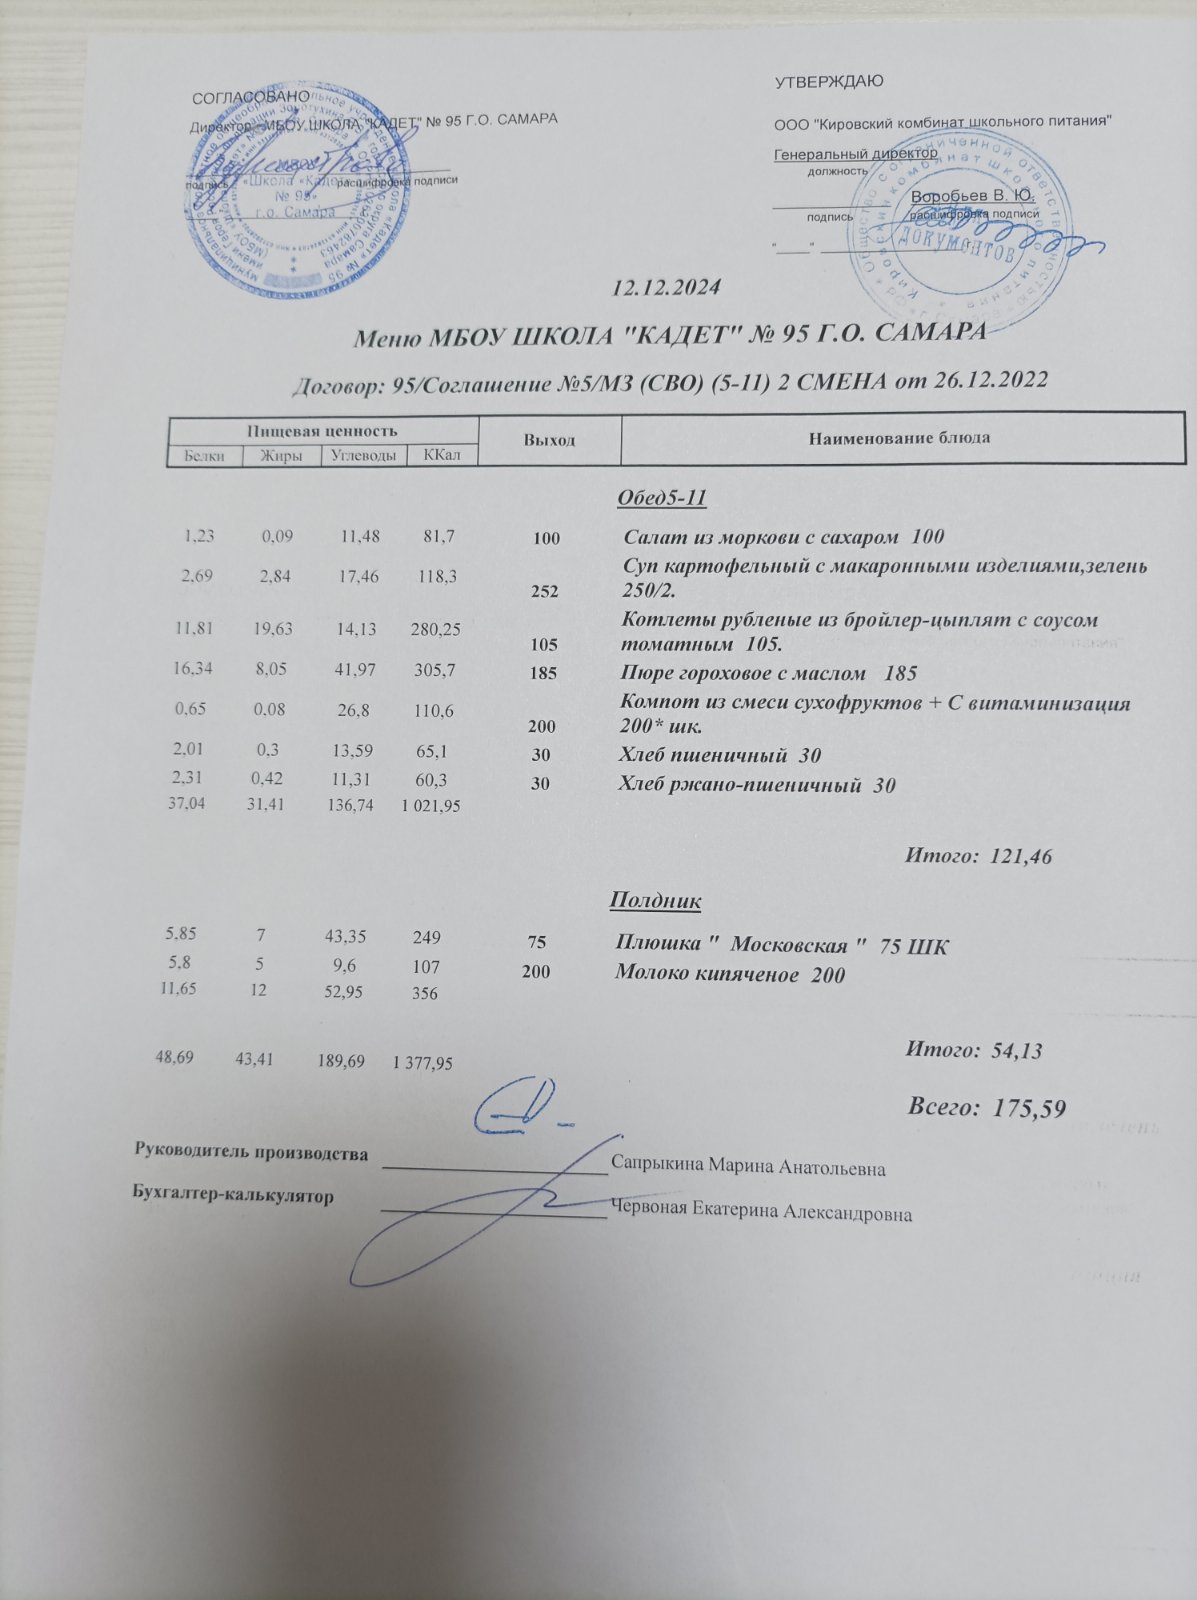 СОГЛАСОВАНО
Директор МБОУ ШКОЛА "КАДЕТ" № 95 Г.О. САМАРА
подпись расшифровка подписи
МБОУ
«Школа «Кадет»
№ 95»
г.о. Самара
УТВЕРЖДАЮ
ООО "Кировский комбинат школьного питания"
Генеральный директор
должность
Воробьев В. Ю.
подпись расшифровка подписи
"____" 
ДОКУМЕНТОВ
12.12.2024
Меню МБОУ ШКОЛА "КАДЕТ" № 95 Г.О. САМАРА
Договор: 95/Соглашение №5/МЗ (СВО) (5-11) 2 СМЕНА от 26.12.2022
Пищевая ценность Выход Наименование блюда
Белки Жиры Углеводы ККал
Обед5-11
1,23 0,09 11,48 81,7 100 Салат из моркови с сахаром 100
2,69 2,84 17,46 118,3 252 Суп картофельный с макаронными изделиями,зелень
250/2.
11,81 19,63 14,13 280,25 105 Котлеты рубленые из бройлер-цыплят с соусом
томатным 105.
16,34 8,05 41,97 305,7 185 Пюре гороховое с маслом 185
0,65 0,08 26,8 110,6 200 Компот из смеси сухофруктов + С витаминизация
200* шк.
2,01 0,3 13,59 65,1 30 Хлеб пшеничный 30
2,31 0,42 11,31 60,3 30 Хлеб ржано-пшеничный 30
37,04 31,41 136,74 1 021,95
Итого: 121,46
Полдник
5,85 7 43,35 249 75 Плюшка " Московская " 75 ШК
5,8 5 9,6 107 200 Молоко кипяченое 200
11,65 12 52,95 356
Итого: 54,13
48,69 43,41 189,69 1 377,95
Всего: 175,59
Руководитель производства Сапрыкина Марина Анатольевна
Бухгалтер-калькулятор Червоная Екатерина Александровна